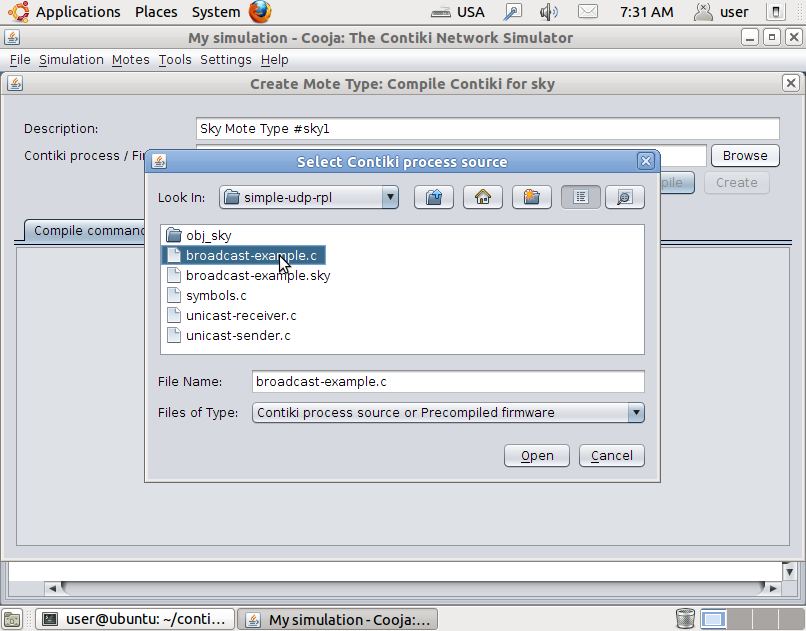 Applications Places System USA 7:31 AM user
My simulation - Cooja: The Contiki Network Simulator
File Simulation Motes Tools Settings Help
Create Mote Type: Compile Contiki for sky
Description: Sky Mote Type #sky1
Contiki process / Fir Browse
Select Contiki process source
Look In: simple-udp-rpl
pile Create
Compile command
obj_sky
broadcast-example.c
broadcast-example.sky
symbols.c
unicast-receiver.c
unicast-sender.c
File Name: broadcast-example.c
Files of Type: Contiki process source or Precompiled firmware
Open Cancel
user@ubuntu: ~/conti... My simulation - Cooja:...